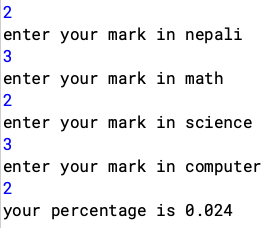 2
enter your mark in nepali
3
enter your mark in math
2
enter your mark in science
3
enter your mark in computer
2
your percentage is 0.024